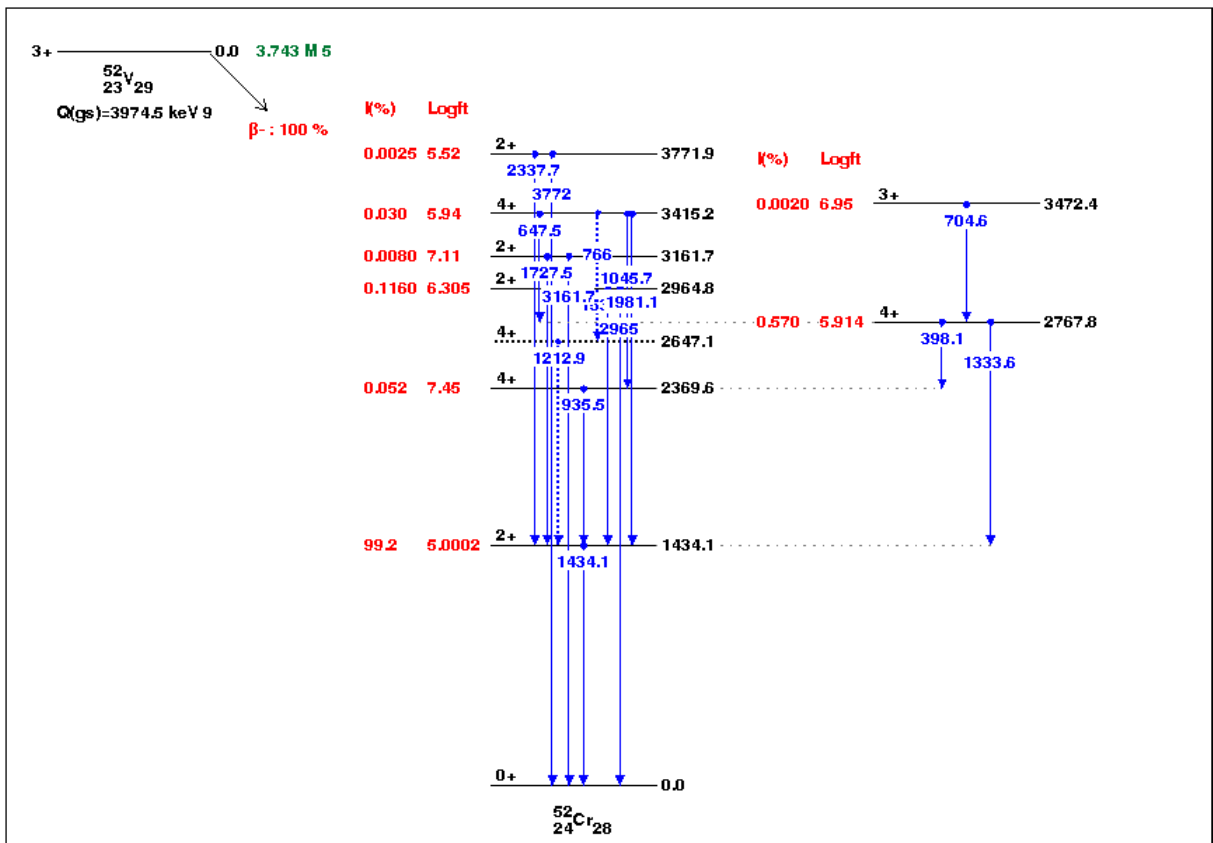 3+ 0.0 3.743 M 5
52
23 V 29
Q(gs)=3974.5 keV 9
β- : 100 %
I(%) Logft
0.0025 5.52 2+ 3771.9
2337.7
3772
I(%) Logft
0.0020 6.95 3+ 3472.4
0.030 5.94 4+ 3415.2
704.6
647.5
0.0080 7.11 2+ 766 3161.7
1727.5 1045.7
0.1160 6.305 2+ 2964.8
3161.7 1981.1
0.570 5.914 4+ 2767.8
2965
398.1
4+ 2647.1
1212.9
1333.6
0.052 7.45 4+ 2369.6
935.5
99.2 5.0002 2+ 1434.1
1434.1
0+ 0.0
52
24 Cr 28